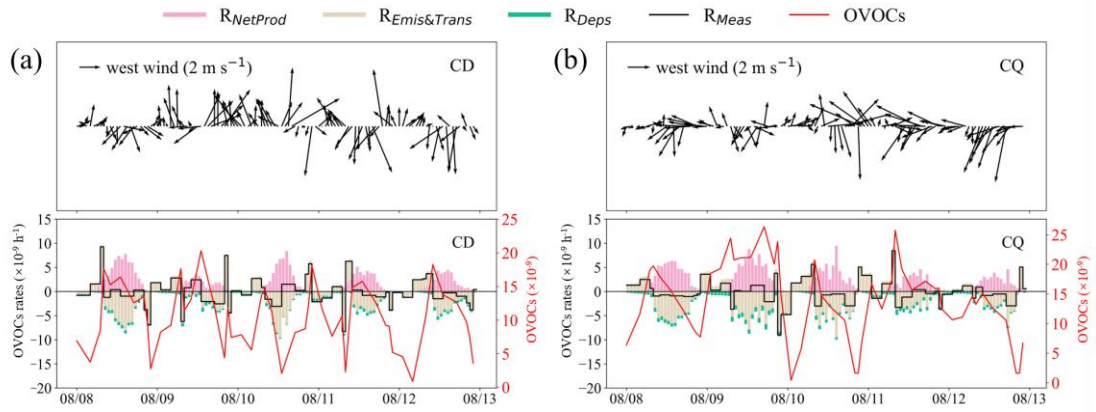 R_NetProd R_Emis&Trans R_Deps R_Meas OVOCs
(a)
west wind (2 m s⁻¹) CD
(b)
west wind (2 m s⁻¹) CQ
CD
OVOCs rates (×10⁻⁹ h⁻¹)
15
10
5
0
−5
−10
−15
−20
25
20
15
10
5
0
OVOCs (×10⁻⁹)
08/08 08/09 08/10 08/11 08/12 08/13
CQ
OVOCs rates (×10⁻⁹ h⁻¹)
15
10
5
0
−5
−10
−15
−20
25
20
15
10
5
0
OVOCs (×10⁻⁹)
08/08 08/09 08/10 08/11 08/12 08/13